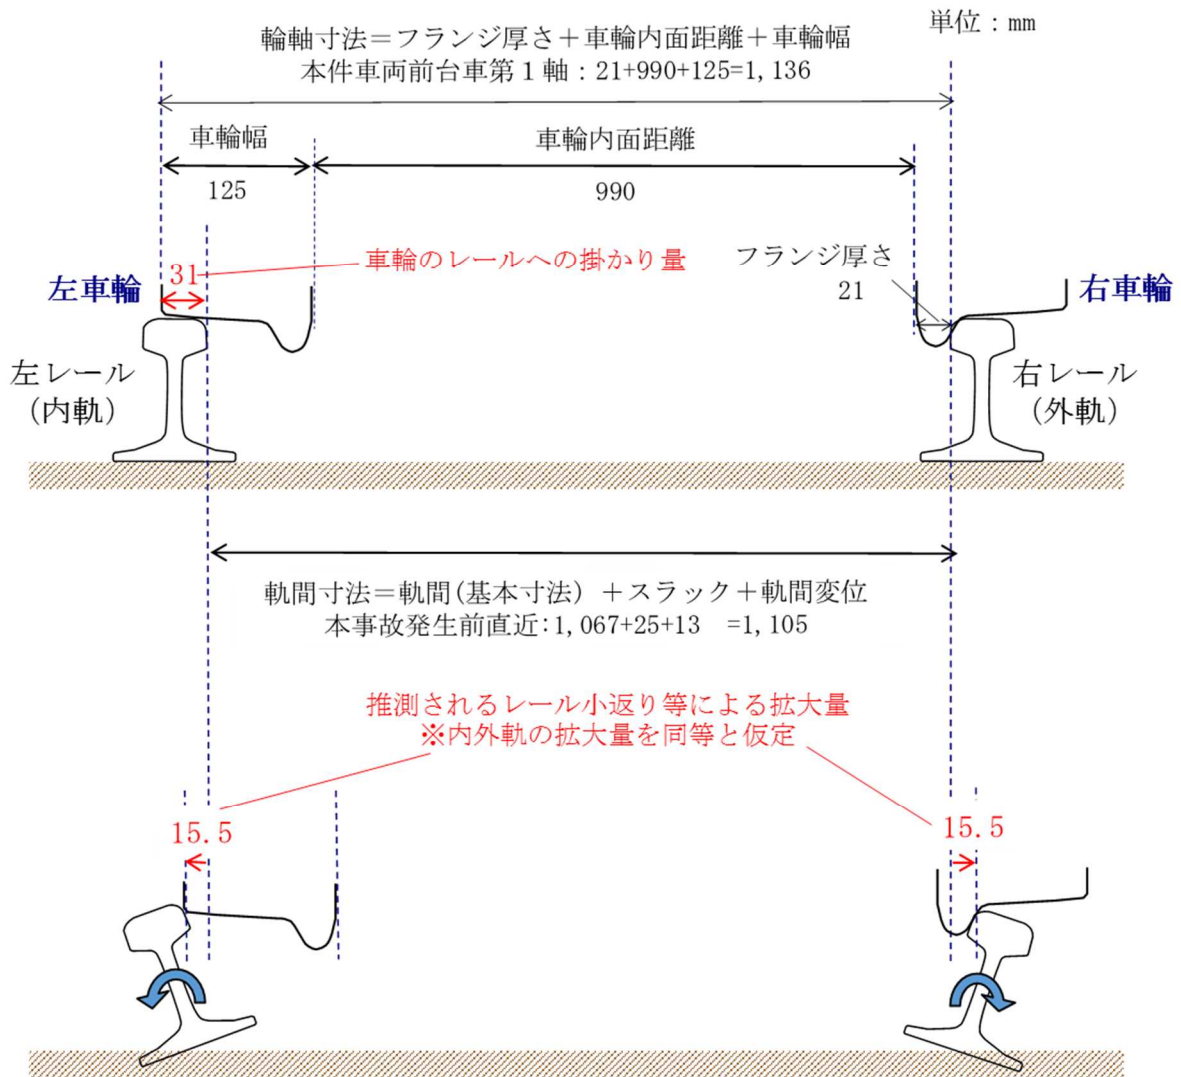 単位：mm
輪軸寸法＝フランジ厚さ＋車輪内面距離＋車輪幅
本件車両前台車第１軸：21+990+125=1,136
車輪幅
車輪内面距離
125
990
31
車輪のレールへの掛かり量
フランジ厚さ
21
左車輪
右車輪
左レール
（内軌）
右レール
（外軌）
軌間寸法＝軌間(基本寸法）＋スラック＋軌間変位
本事故発生前直近：1,067+25+13　=1,105
推測されるレール小返り等による拡大量
※内外軌の拡大量を同等と仮定
15.5
15.5